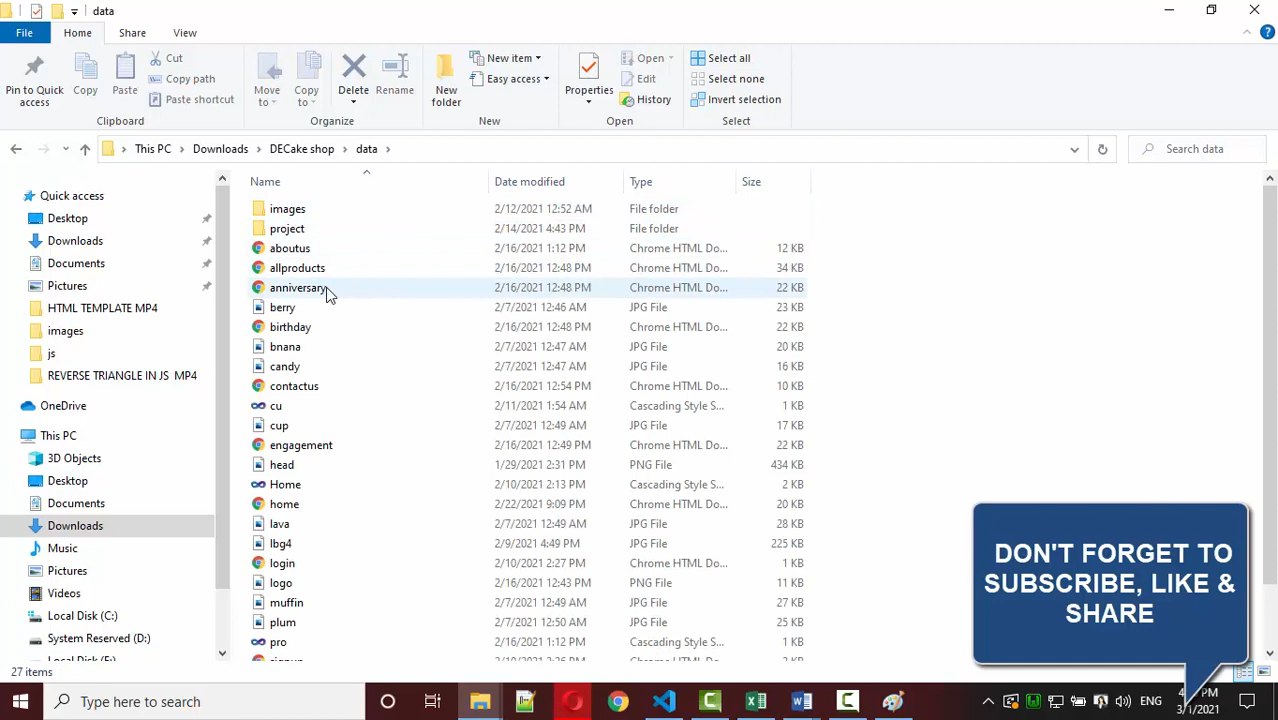 data
File Home Share View
Pin to Quick access
Copy
Paste
Cut
Copy path
Paste shortcut
Clipboard
Move to
Copy to
Delete
Rename
Organize
New folder
New item
Easy access
New
Properties
Open
Edit
History
Open
Select all
Select none
Invert selection
Select
This PC Downloads DECake shop data
Search data
Quick access
Desktop
Downloads
Documents
Pictures
HTML TEMPLATE MP4
images
js
REVERSE TRIANGLE IN JS MP4
OneDrive
This PC
3D Objects
Desktop
Documents
Downloads
Music
Pictures
Videos
Local Disk (C:)
System Reserved (D:)
Name Date modified Type Size
images 2/12/2021 12:52 AM File folder
project 2/14/2021 4:43 PM File folder
aboutus 2/16/2021 1:12 PM Chrome HTML Do... 12 KB
allproducts 2/16/2021 12:48 PM Chrome HTML Do... 34 KB
anniversary 2/16/2021 12:48 PM Chrome HTML Do... 22 KB
berry 2/7/2021 12:46 AM JPG File 23 KB
birthday 2/16/2021 12:48 PM Chrome HTML Do... 22 KB
bnana 2/7/2021 12:47 AM JPG File 20 KB
candy 2/7/2021 12:47 AM JPG File 16 KB
contactus 2/16/2021 12:54 PM Chrome HTML Do... 10 KB
cu 2/11/2021 1:54 AM Cascading Style S... 1 KB
cup 2/7/2021 12:49 AM JPG File 17 KB
engagement 2/16/2021 12:49 PM Chrome HTML Do... 22 KB
head 1/29/2021 2:31 PM PNG File 434 KB
Home 2/10/2021 2:13 PM Cascading Style S... 2 KB
home 2/22/2021 9:09 PM Chrome HTML Do... 20 KB
lava 2/7/2021 12:49 AM JPG File 28 KB
lbg4 2/9/2021 4:49 PM JPG File 225 KB
login 2/10/2021 2:27 PM Chrome HTML Do... 1 KB
logo 2/16/2021 12:43 PM PNG File 11 KB
muffin 2/7/2021 12:49 AM JPG File 27 KB
plum 2/7/2021 12:50 AM JPG File 25 KB
pro 2/16/2021 1:12 PM Cascading Style S... 1 KB
DON'T FORGET TO
SUBSCRIBE, LIKE &
SHARE
27 items
Type here to search
ENG
3/1/2021